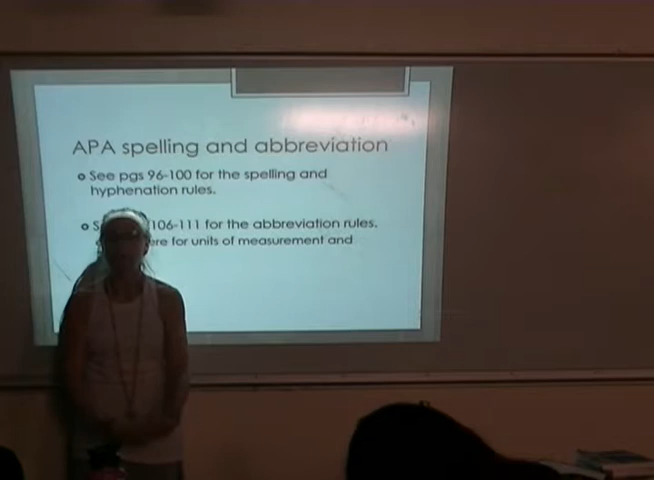 APA spelling and abbreviation
See pgs 96-100 for the spelling and
hyphenation rules.
106-111 for the abbreviation rules.
for units of measurement and